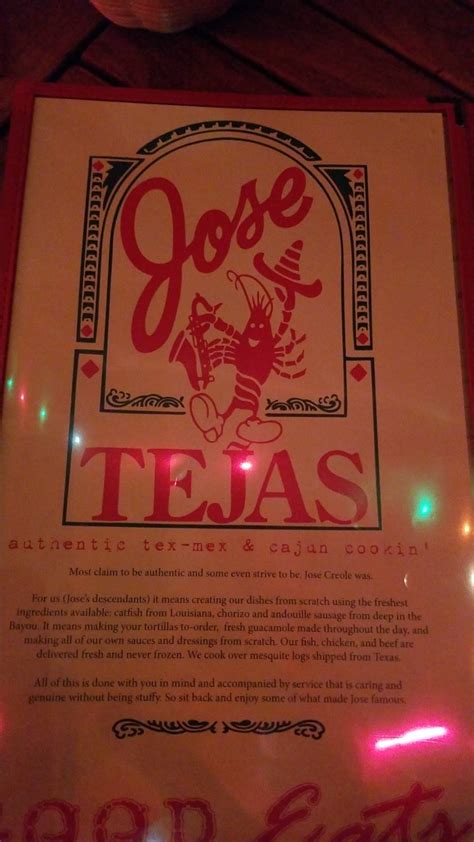 Jose
TEJAS
authentic tex-mex & cajun cookin'
Most claim to be authentic and some even strive to be. Jose Creole was.
For us (Jose's descendants) it means creating our dishes from scratch using the freshest
ingredients available: catfish from Louisiana, chorizo and andouille sausage from deep in the
Bayou. It means making your tortillas to-order, fresh guacamole made throughout the day, and
making all of our own sauces and dressings from scratch. Our fish, chicken, and beef are
delivered fresh and never frozen. We cook over mesquite logs shipped from Texas.
All of this is done with you in mind and accompanied by service that is caring and
genuine without being stuffy. So sit back and enjoy some of what made Jose famous.
GOOD Eats